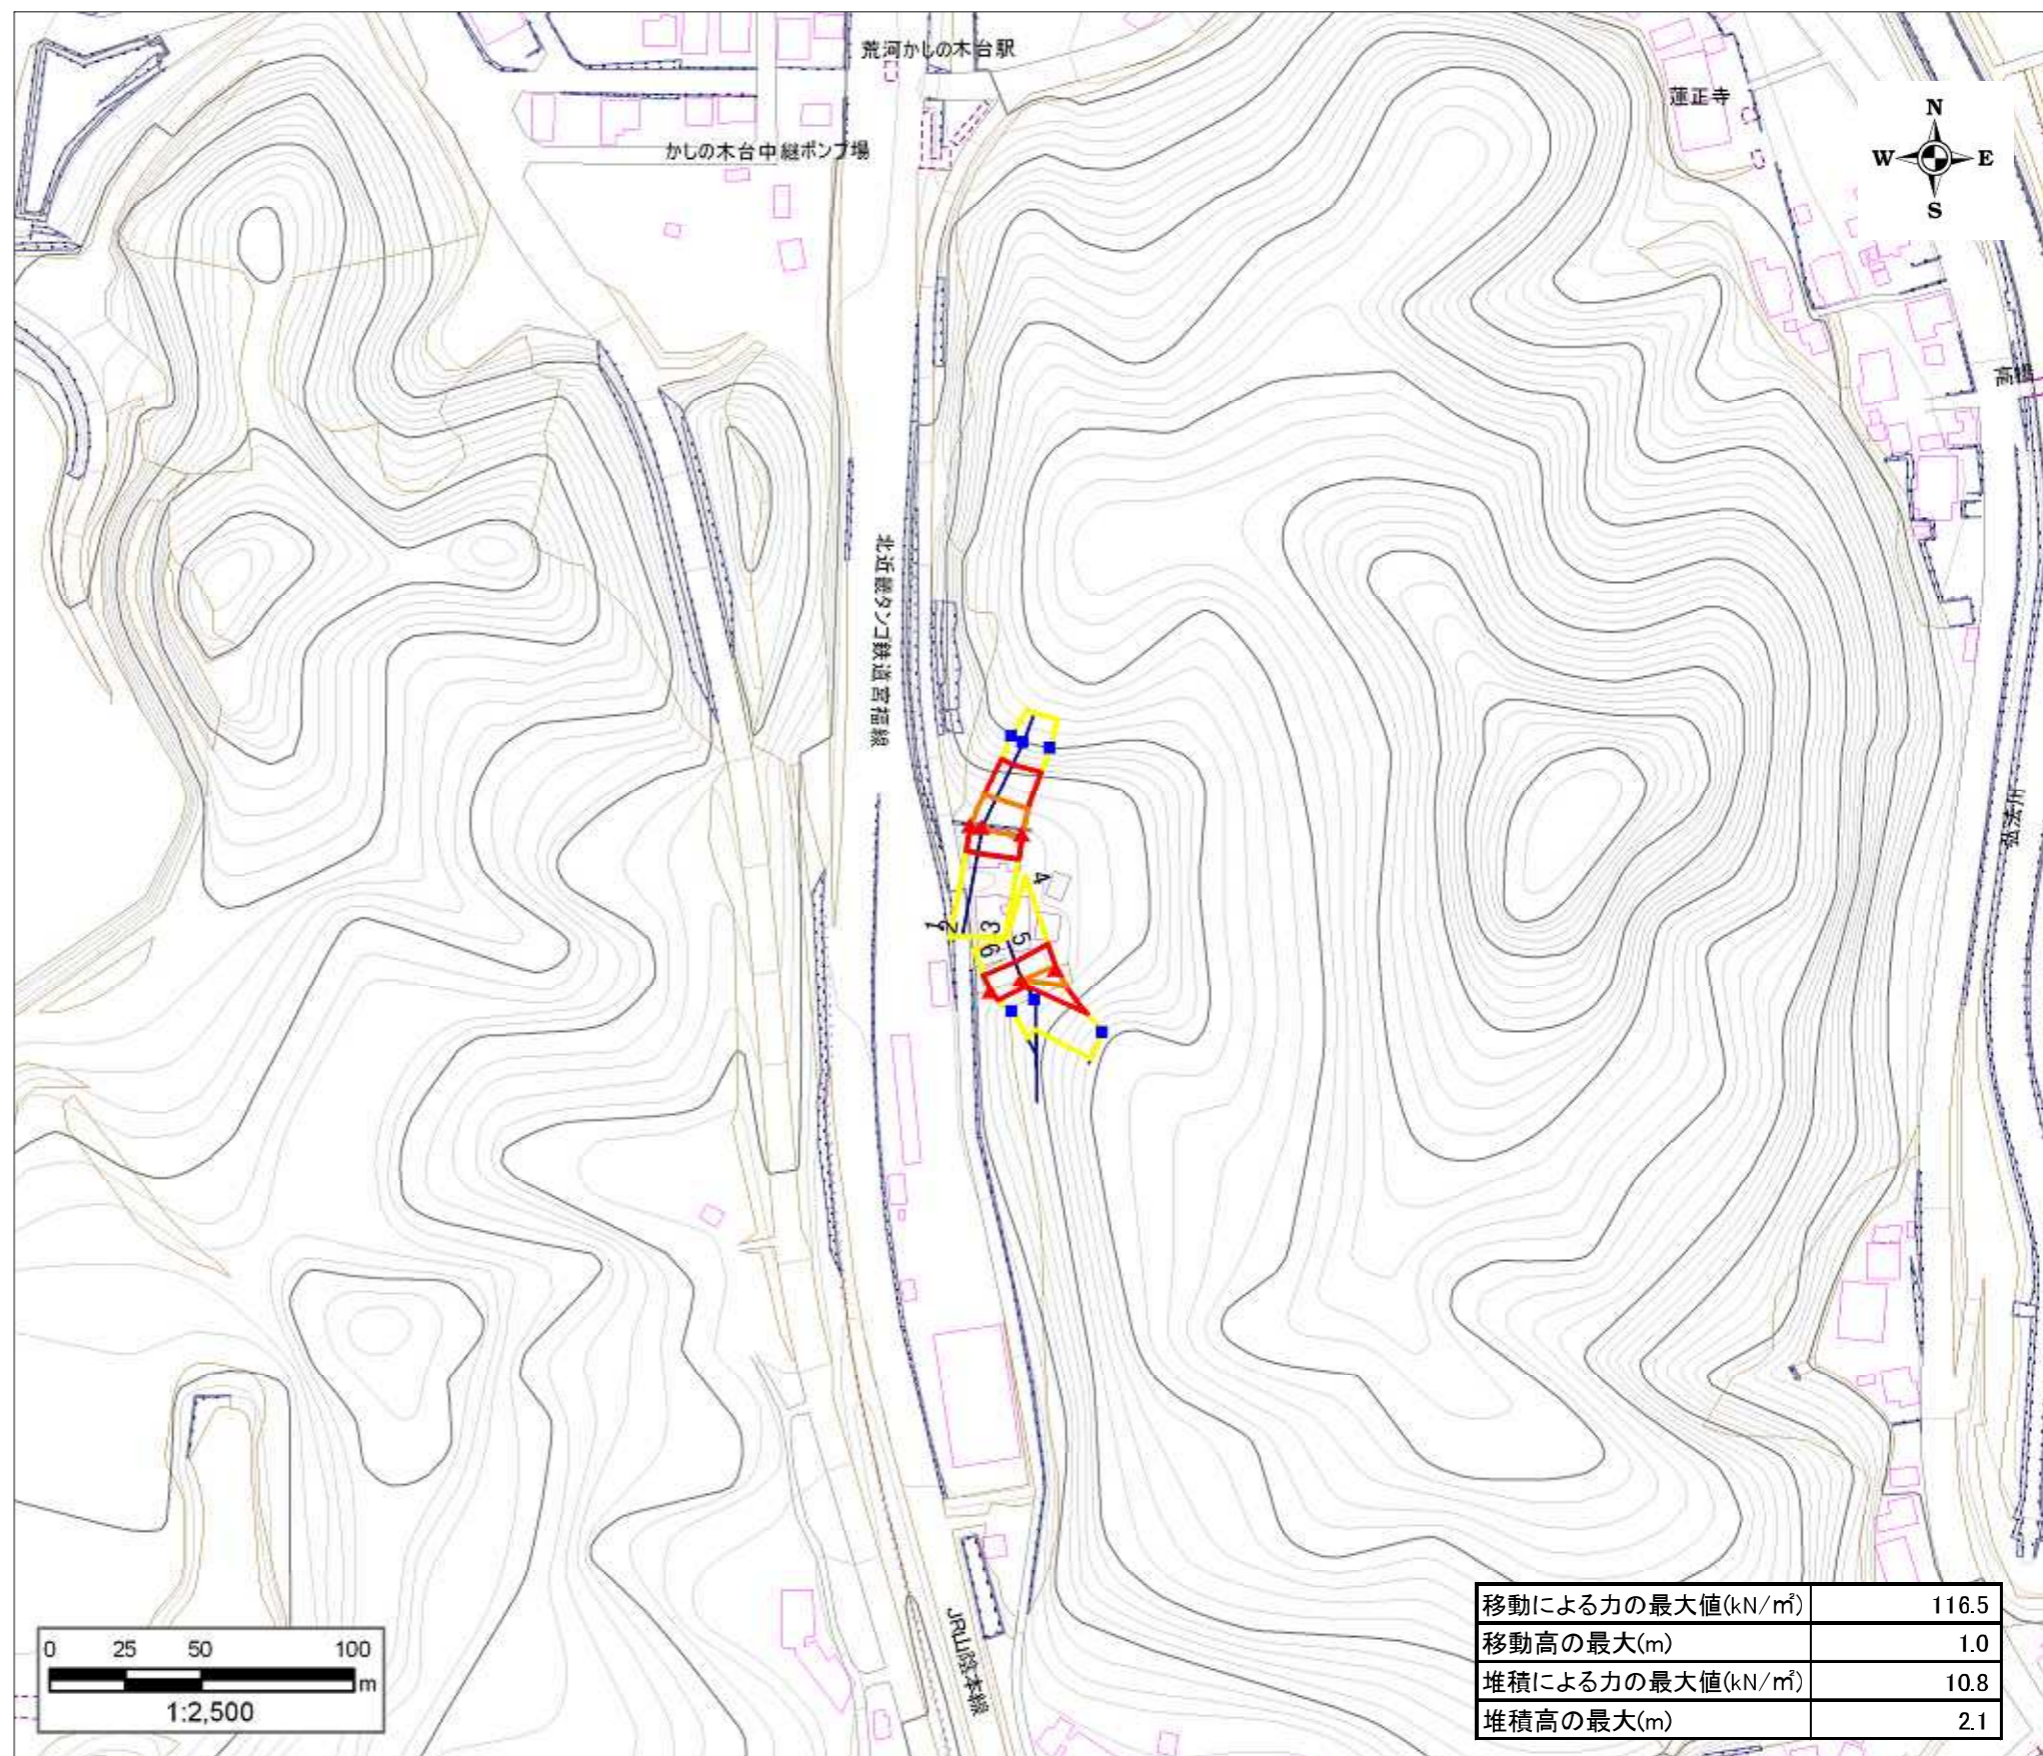 荒河かしの木台駅
蓮正寺
かしの木台中継ポンプ場
N
W
E
S
北近畿タンゴ鉄道宮福線
4
1
2
3
5
6
JR山陰本線
0 25 50 100
m
1:2,500
移動による力の最大値(kN/㎡) 116.5
移動高の最大(m) 1.0
堆積による力の最大値(kN/㎡) 10.8
堆積高の最大(m) 2.1